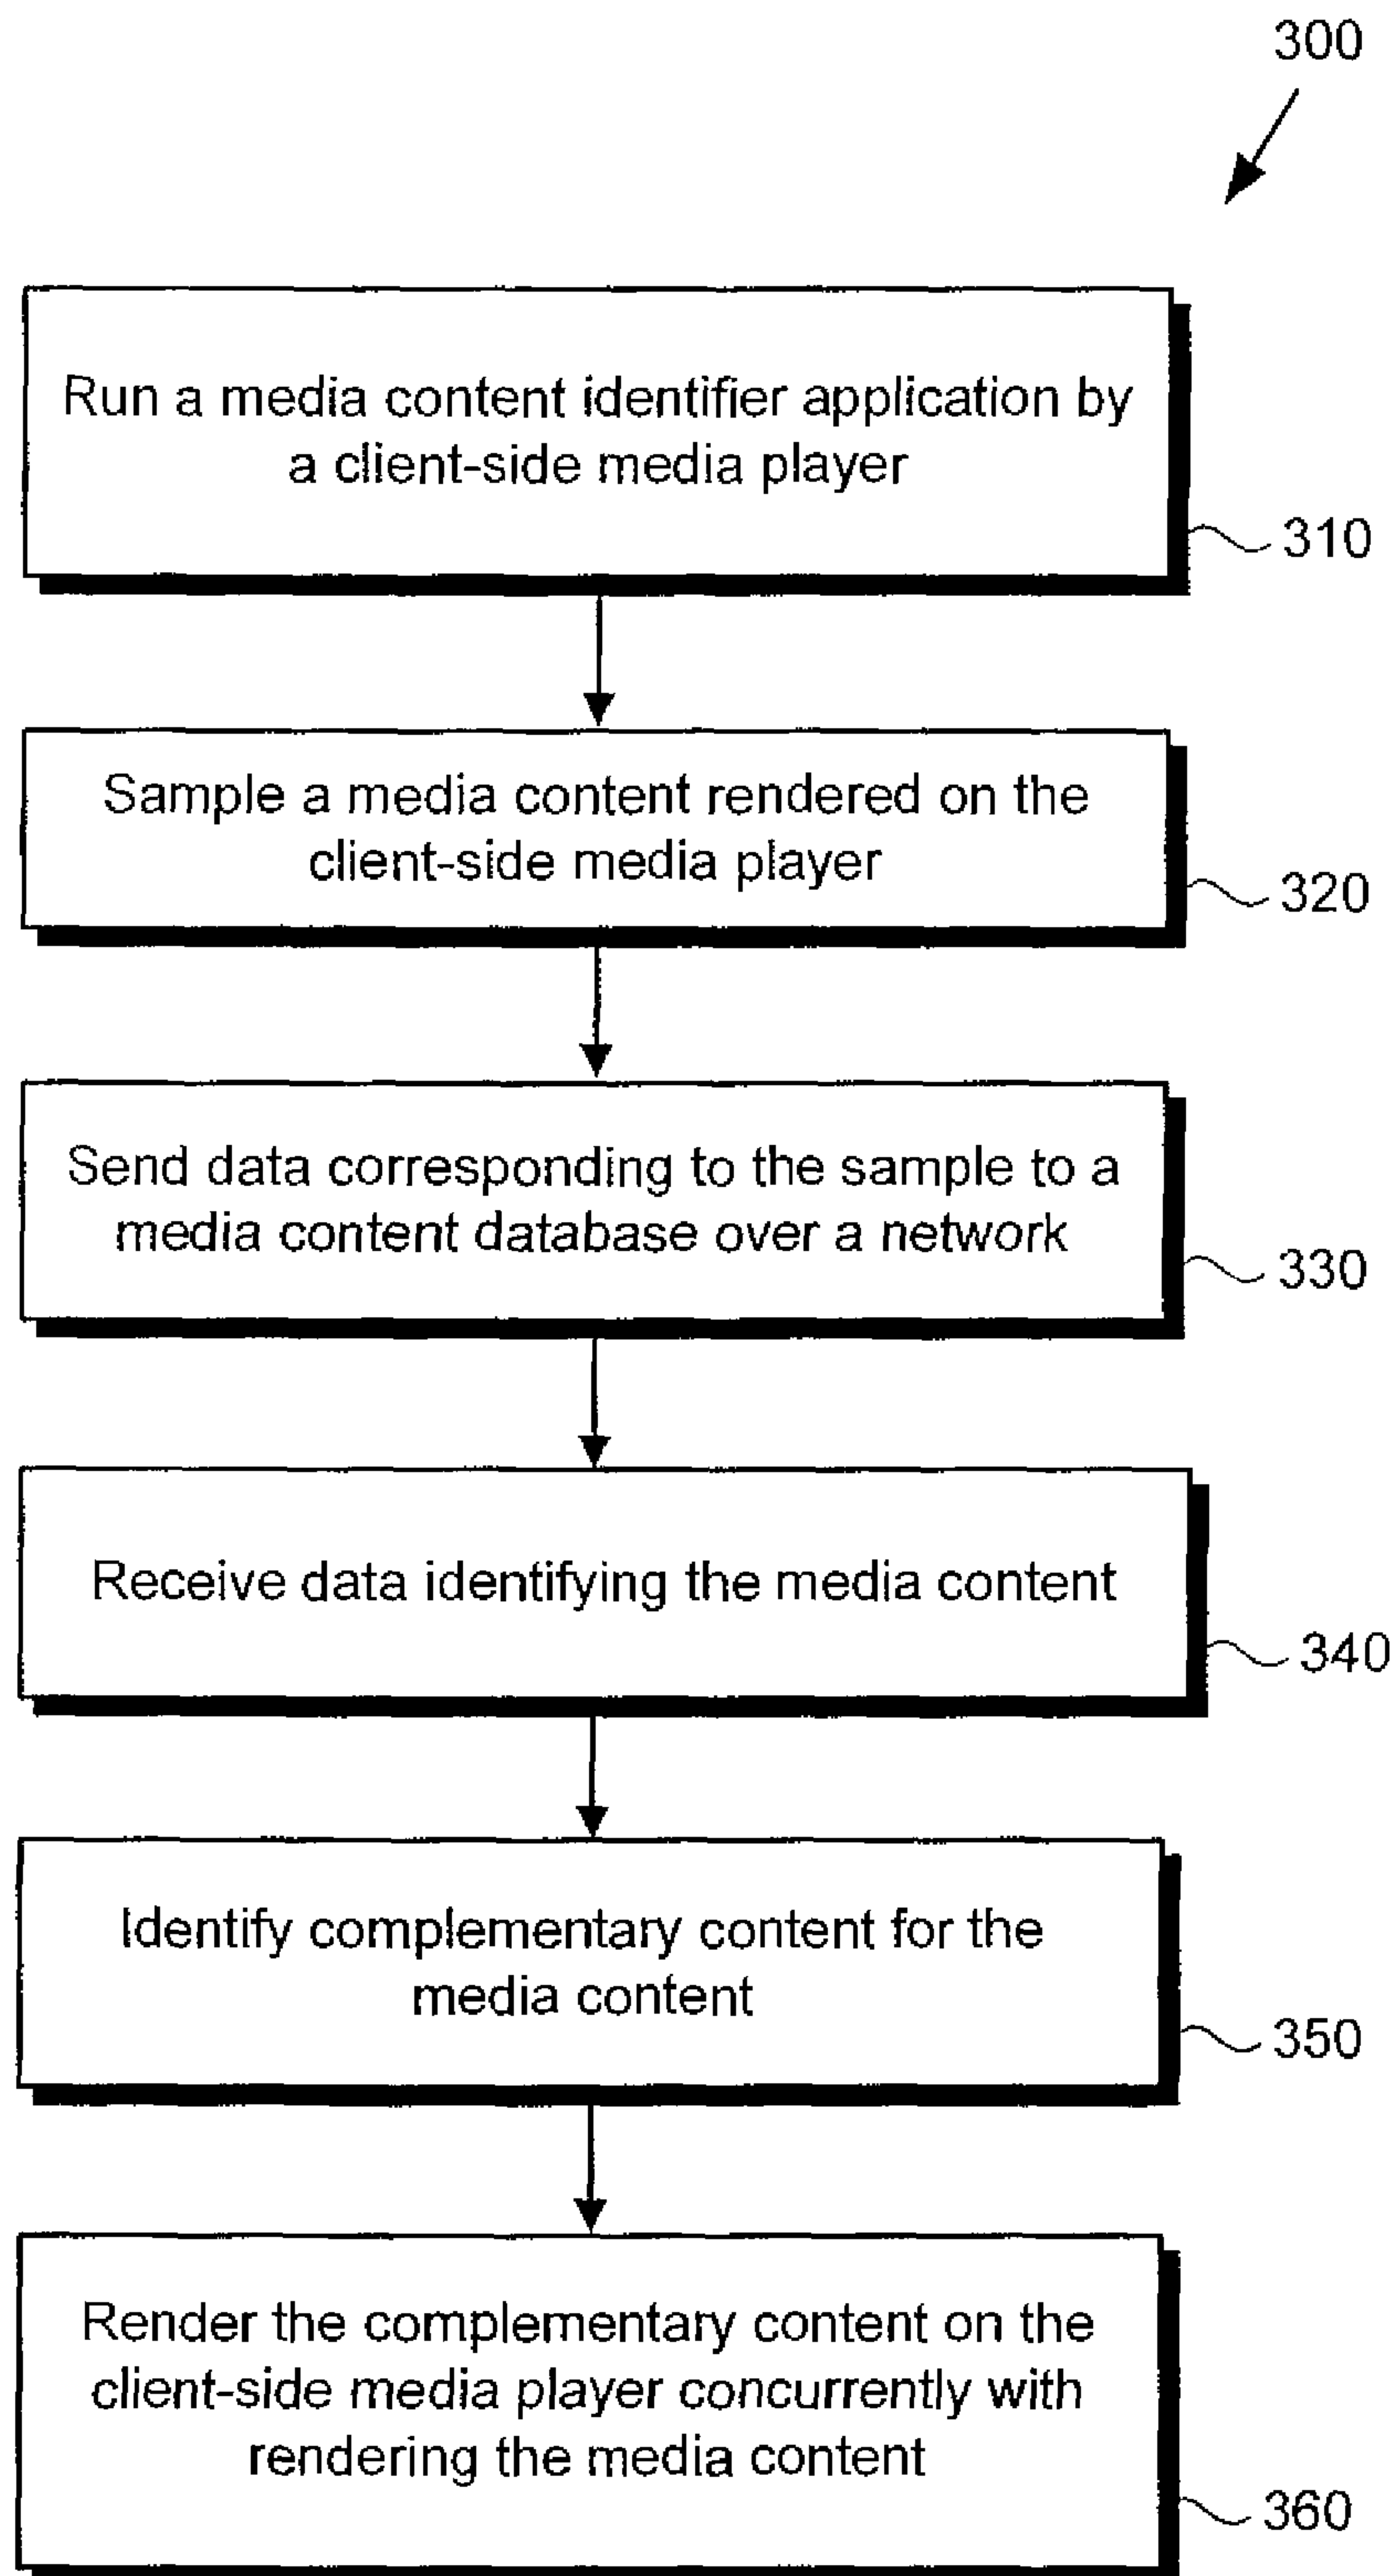 300
Run a media content identifier application by
a client-side media player
310
Sample a media content rendered on the
client-side media player
320
Send data corresponding to the sample to a
media content database over a network
330
Receive data identifying the media content
340
Identify complementary content for the
media content
350
Render the complementary content on the
client-side media player concurrently with
rendering the media content
360